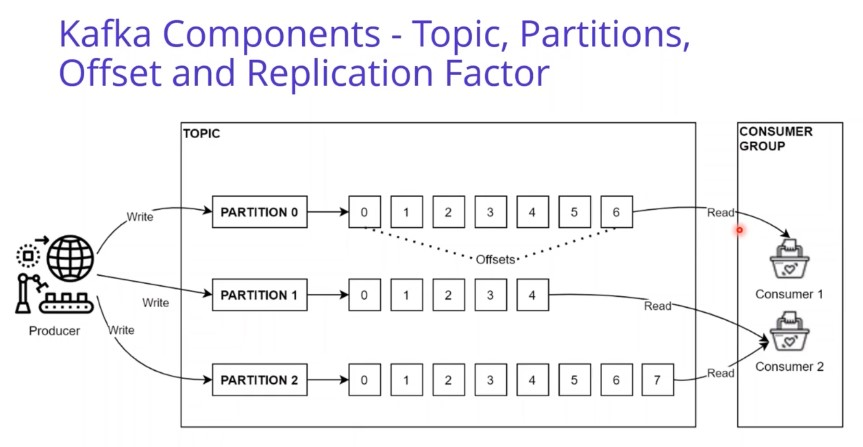 Kafka Components - Topic, Partitions,
Offset and Replication Factor
TOPIC
CONSUMER
GROUP
Write
PARTITION 0
0 1 2 3 4 5 6
Read
Offsets
Consumer 1
Producer
Write
PARTITION 1
0 1 2 3 4
Read
Write
PARTITION 2
0 1 2 3 4 5 6 7
Read
Consumer 2